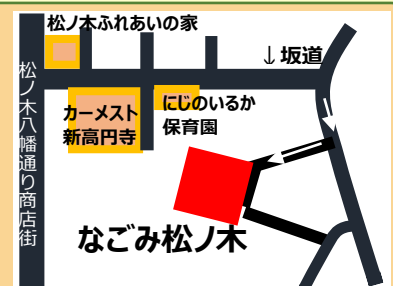 松ノ木ふれあいの家
↓坂道
松ノ木八幡通り商店街
カーメスト
新高円寺
にじのいるか
保育園
なごみ松ノ木